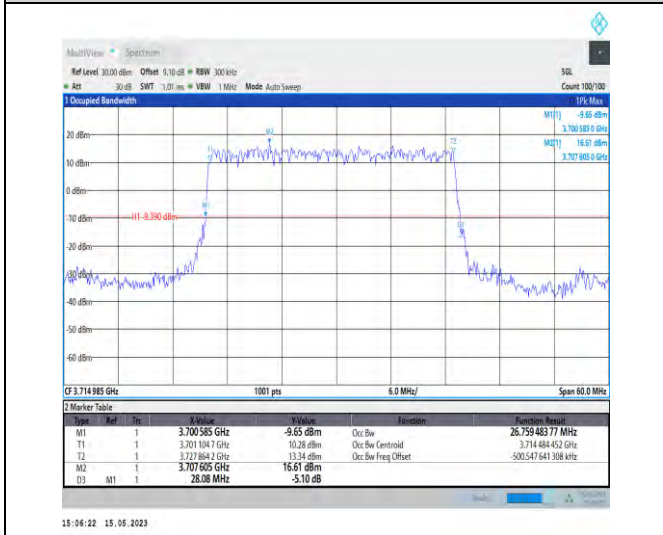 MultiView Spectrum
Ref Level 30.00 dBm Offset 9.10 dB RBW 300 kHz SGL
Att 30 dB SWT 1.01 ms VBW 1 MHz Mode Auto Sweep Count 100/100
1 Occupied Bandwidth 1Pk Max
M1[1] -9.65 dBm
3.700 585 0 GHz
M2[1] 16.61 dBm
3.707 605 0 GHz
20 dBm
M2
T2
10 dBm
0 dBm
M1
-10 dBm H1 -9.390 dBm
-20 dBm
-30 dBm
-40 dBm
-50 dBm
-60 dBm
CF 3.714 985 GHz 1001 pts 6.0 MHz/ Span 60.0 MHz
2 Marker Table
Type Ref Trc X-Value Y-Value Function Function Result
M1 1 3.700 585 GHz -9.65 dBm Occ Bw 26.759 483 77 MHz
T1 1 3.701 104 7 GHz 10.28 dBm Occ Bw Centroid 3.714 484 452 GHz
T2 1 3.727 864 2 GHz 13.34 dBm Occ Bw Freq Offset -500.547 641 308 kHz
M2 1 3.707 605 GHz 16.61 dBm
D3 M1 1 28.08 MHz -5.10 dB
15:06:22 15.05.2023